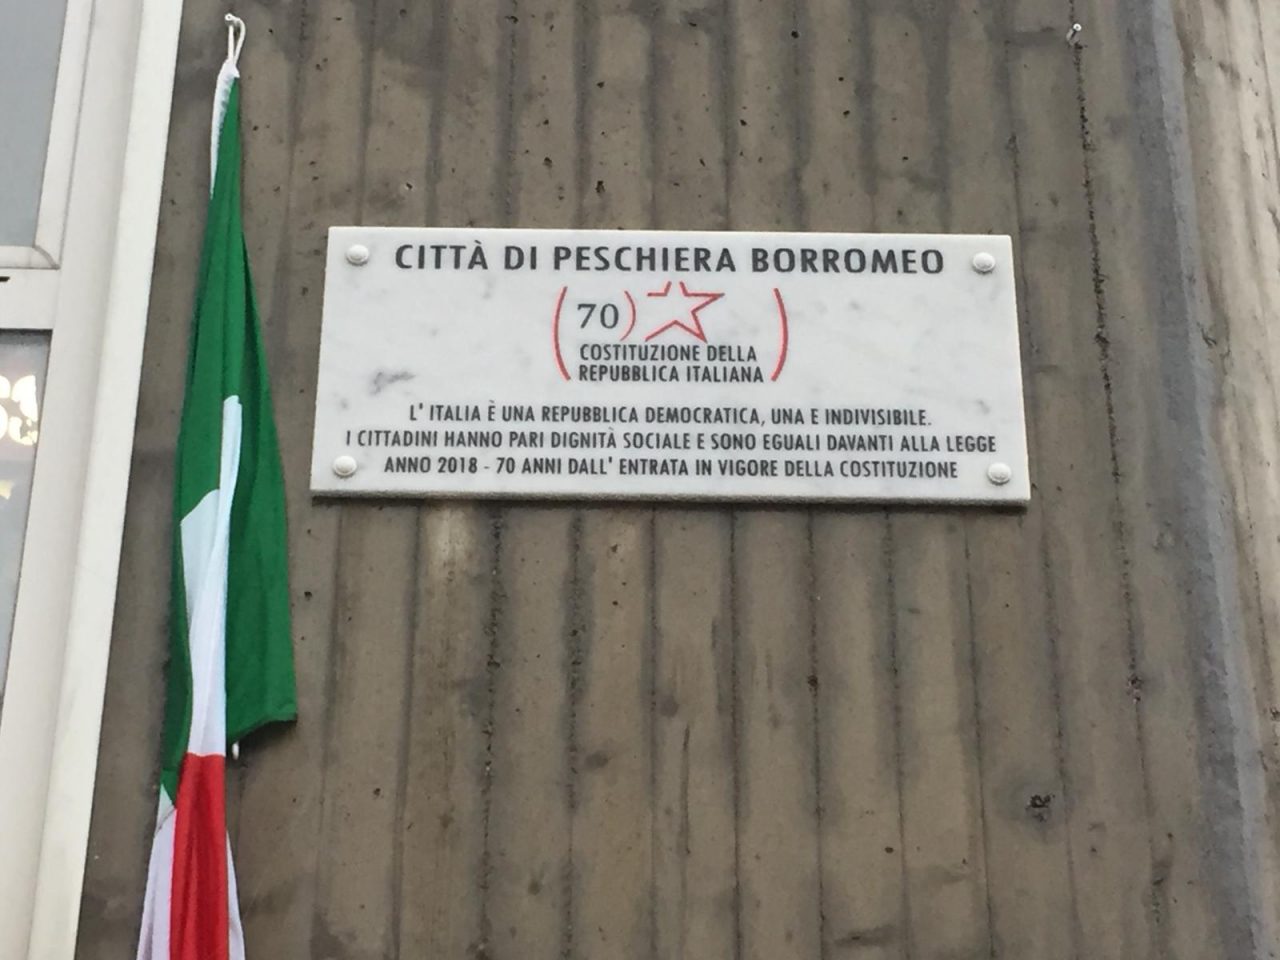 CITTÀ DI PESCHIERA BORROMEO
70
COSTITUZIONE DELLA
REPUBBLICA ITALIANA
L' ITALIA È UNA REPUBBLICA DEMOCRATICA, UNA E INDIVISIBILE.
I CITTADINI HANNO PARI DIGNITÀ SOCIALE E SONO EGUALI DAVANTI ALLA LEGGE
ANNO 2018 - 70 ANNI DALL' ENTRATA IN VIGORE DELLA COSTITUZIONE